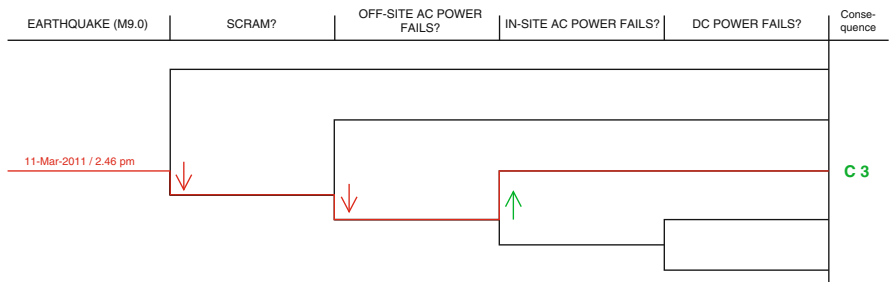 EARTHQUAKE (M9.0)
SCRAM?
OFF-SITE AC POWER
FAILS?
IN-SITE AC POWER FAILS?
DC POWER FAILS?
Conse-
quence
11-Mar-2011 / 2.46 pm
C 3